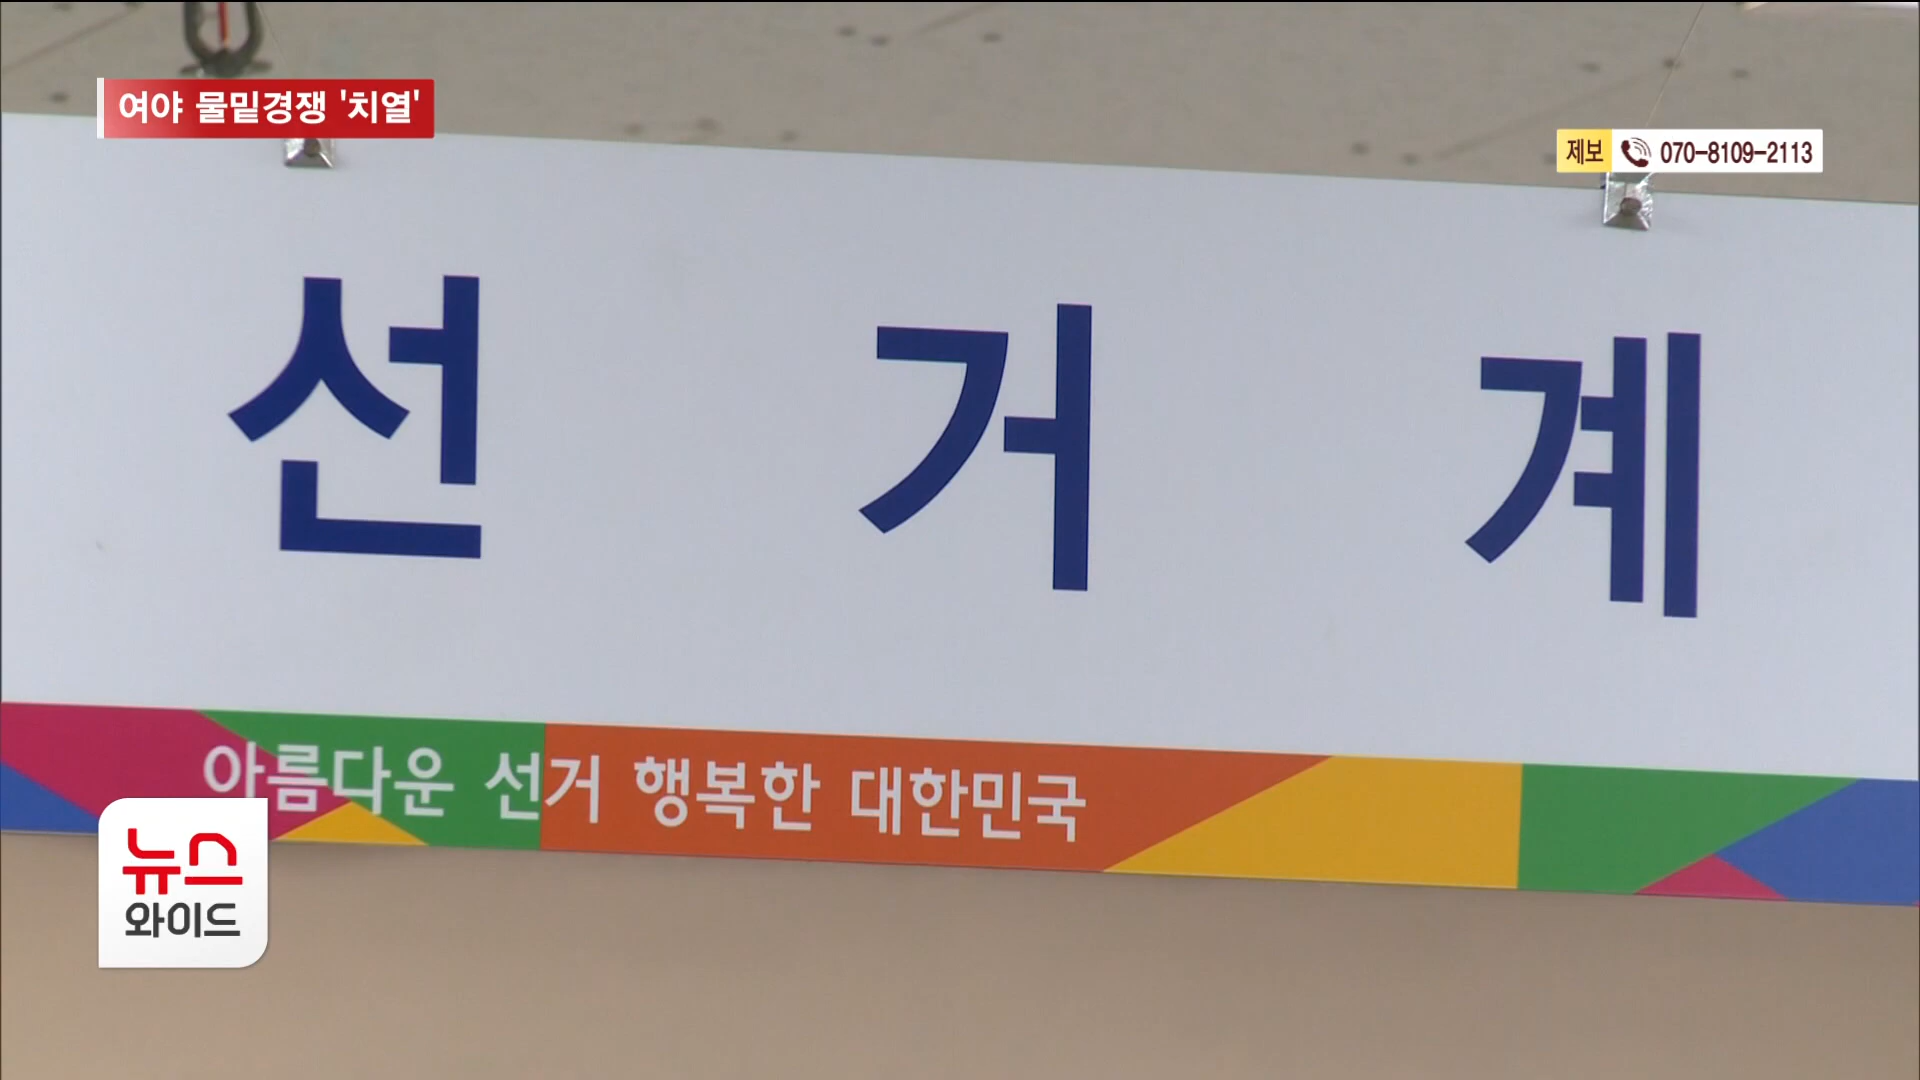 여야 물밑경쟁 '치열'
제보 070-8109-2113
선 거 계
아름다운 선거 행복한 대한민국
뉴스
와이드